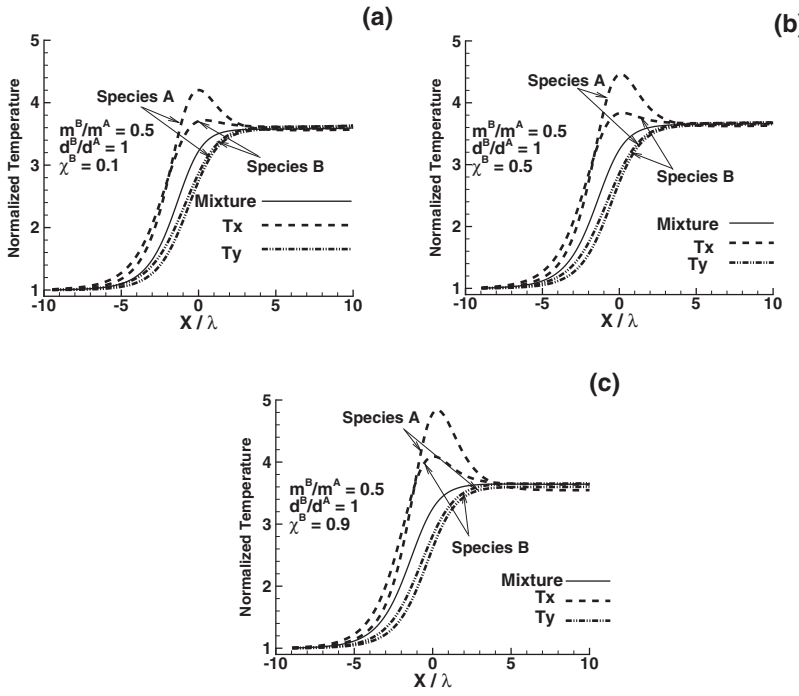 (a)
Normalized Temperature
5
4
3
2
1
Species A
m^B/m^A = 0.5
d^B/d^A = 1
χ^B = 0.1
Species B
Mixture
Tx
Ty
-10 -5 0 5 10
X / λ
(b)
Normalized Temperature
5
4
3
2
1
Species A
m^B/m^A = 0.5
d^B/d^A = 1
χ^B = 0.5
Species B
Mixture
Tx
Ty
-10 -5 0 5 10
X / λ
(c)
Normalized Temperature
5
4
3
2
1
Species A
m^B/m^A = 0.5
d^B/d^A = 1
χ^B = 0.9
Species B
Mixture
Tx
Ty
-10 -5 0 5 10
X / λ